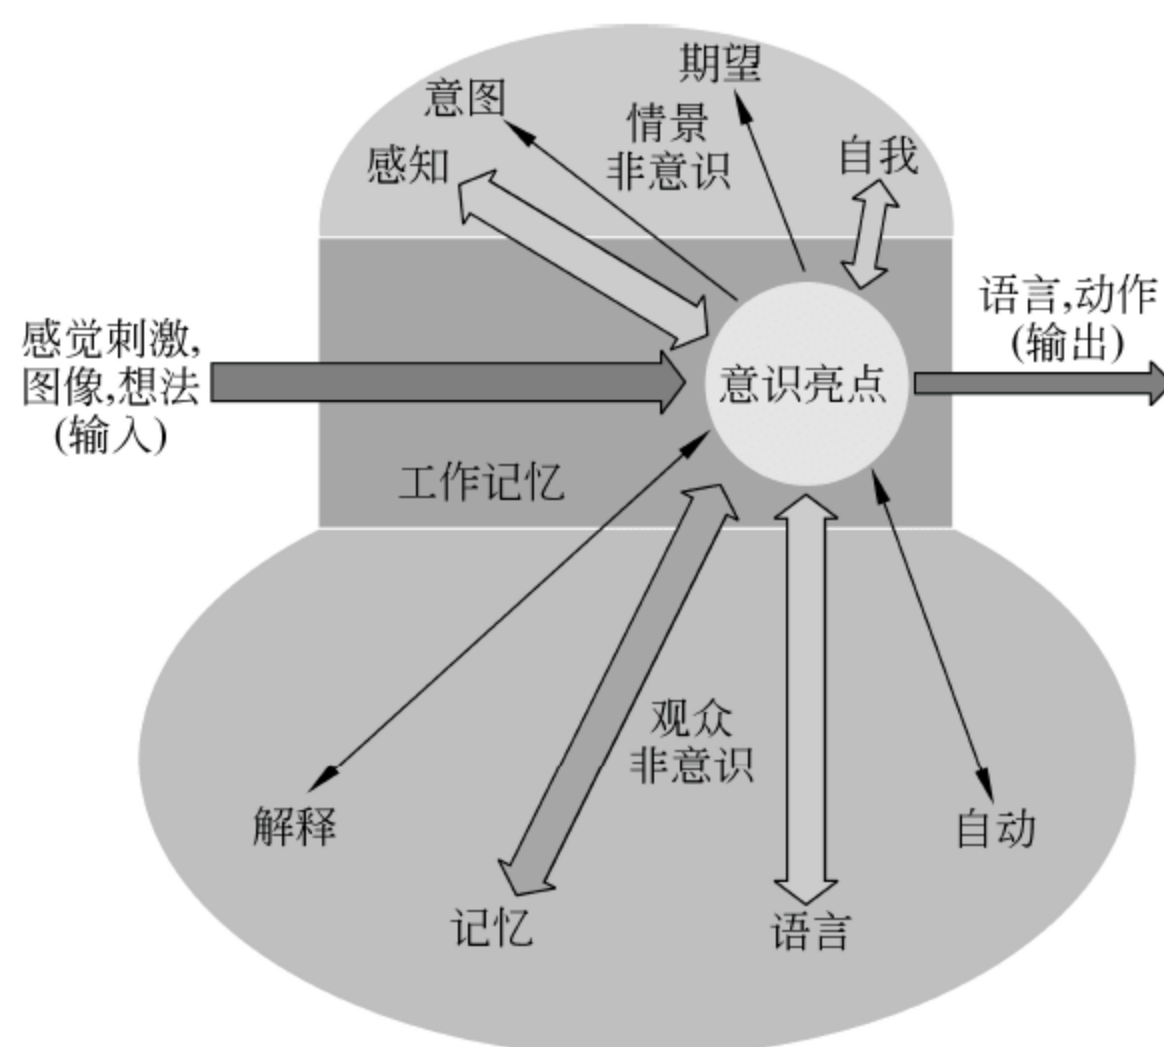 期望
意图
情景
非意识
感知
自我
语言,动作
(输出)
感觉刺激,
图像,想法
(输入)
意识亮点
工作记忆
观众
非意识
解释
自动
记忆
语言